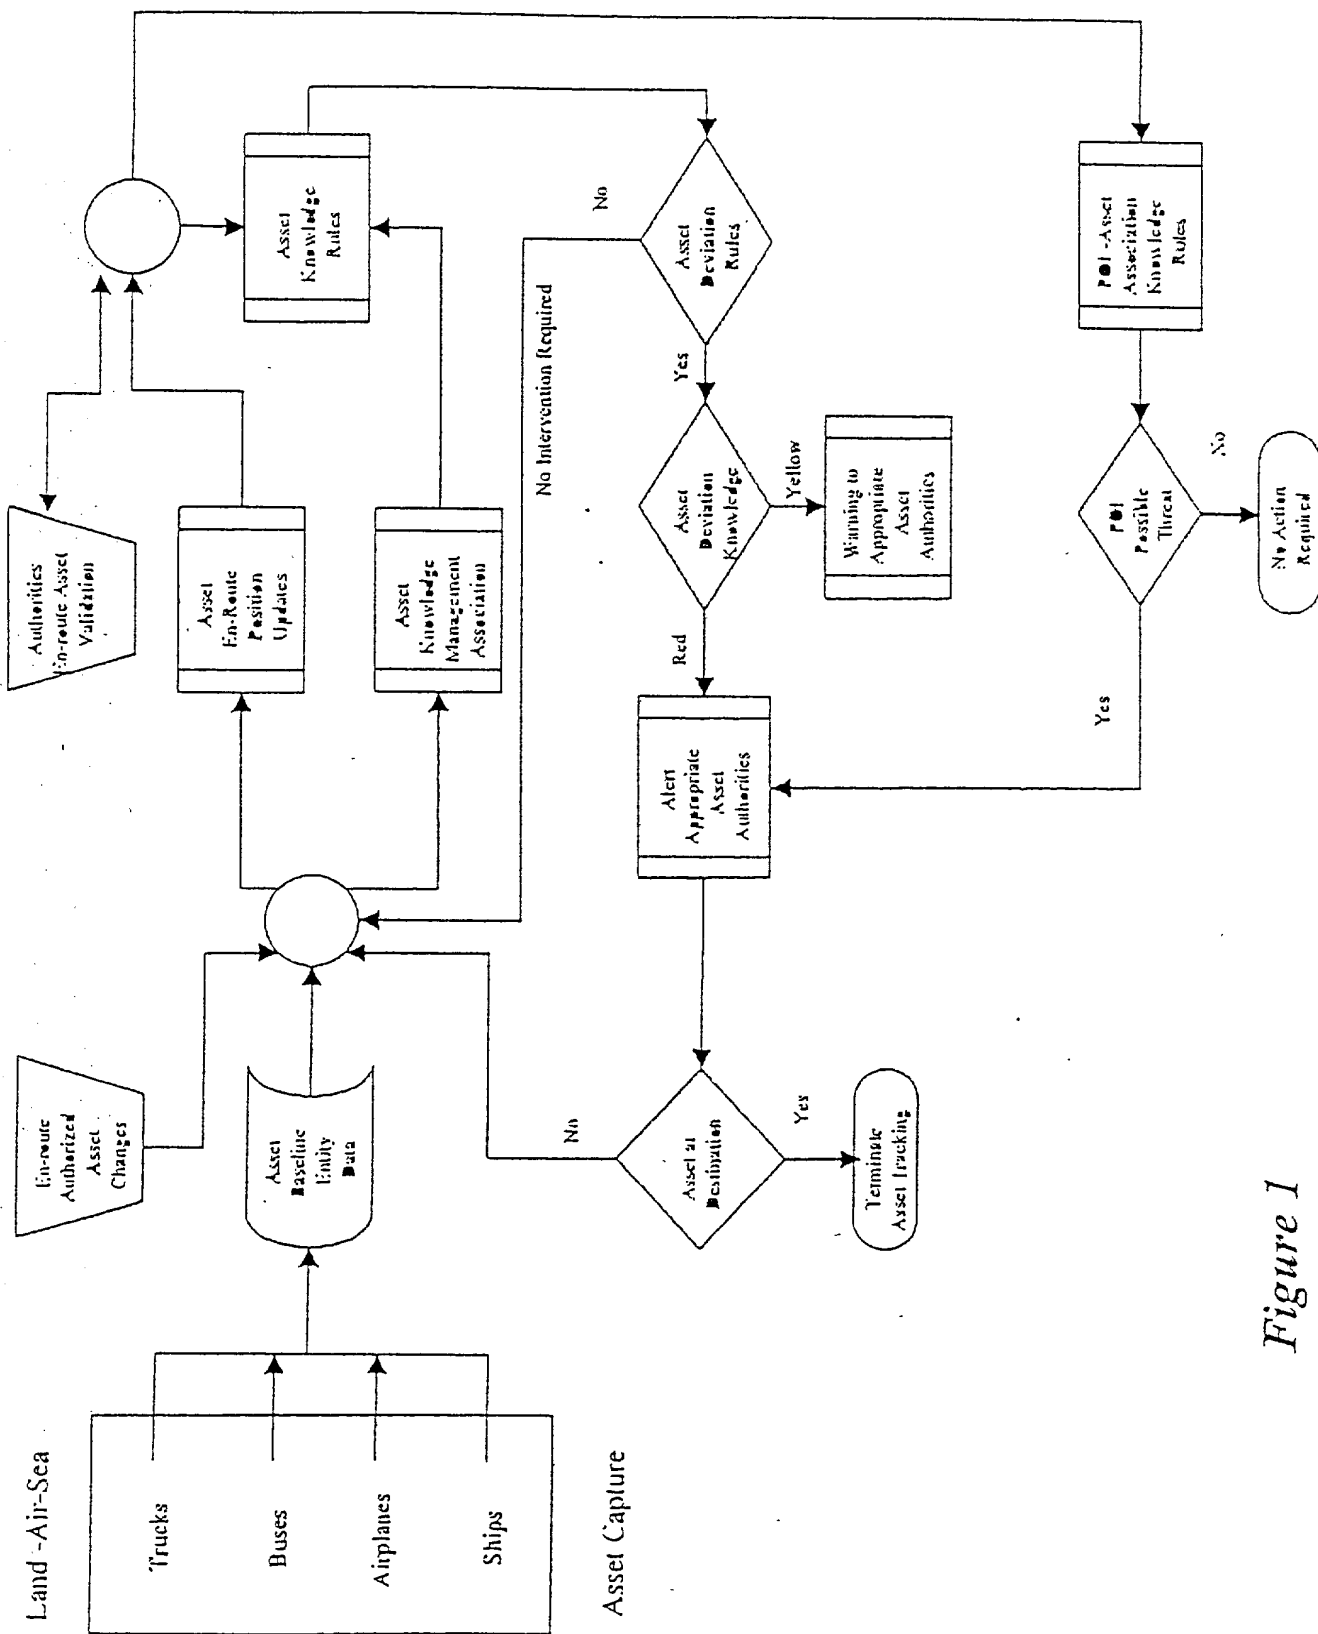 Land -Air-Sea
Trucks
Buses
Airplanes
Ships
Asset Capture
En-route
Authorized
Asset
Changes
Asset
Baseline
Entity
Data
No
Asset at
Destination
Yes
Terminate
Asset Tracking
Authorities
En-route Asset
Validation
Asset
En-Route
Position
Updates
Asset
Knowledge
Management
Association
Asset
Knowledge
Rules
No Intervention Required
No
Asset
Deviation
Rules
Yes
Asset
Deviation
Knowledge
Yellow
Warning to
Appropriate
Asset
Authorities
Red
Alert
Appropriate
Asset
Authorities
POI -Asset
Association
Knowledge
Rules
POI
Possible
Threat
No
No Action
Required
Yes
Figure 1